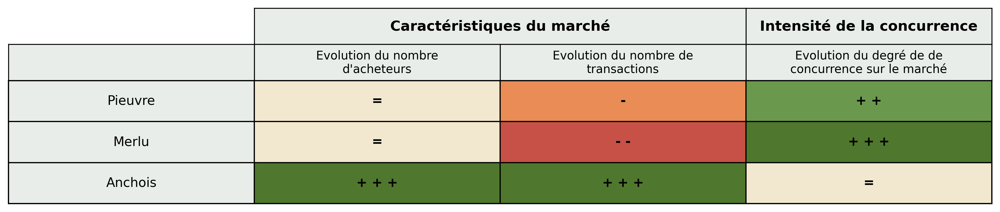 Caractéristiques du marché
Intensité de la concurrence
Evolution du nombre
d'acheteurs
Evolution du nombre de
transactions
Evolution du degré de de
concurrence sur le marché
Pieuvre
=
-
+ +
Merlu
=
- -
+ + +
Anchois
+ + +
+ + +
=